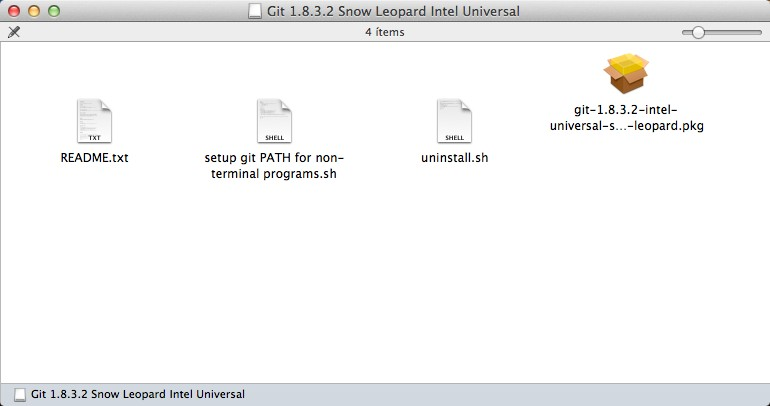 Git 1.8.3.2 Snow Leopard Intel Universal
4 ítems
git-1.8.3.2-intel-
universal-s...-leopard.pkg
TXT
README.txt
SHELL
setup git PATH for non-
terminal programs.sh
SHELL
uninstall.sh
Git 1.8.3.2 Snow Leopard Intel Universal